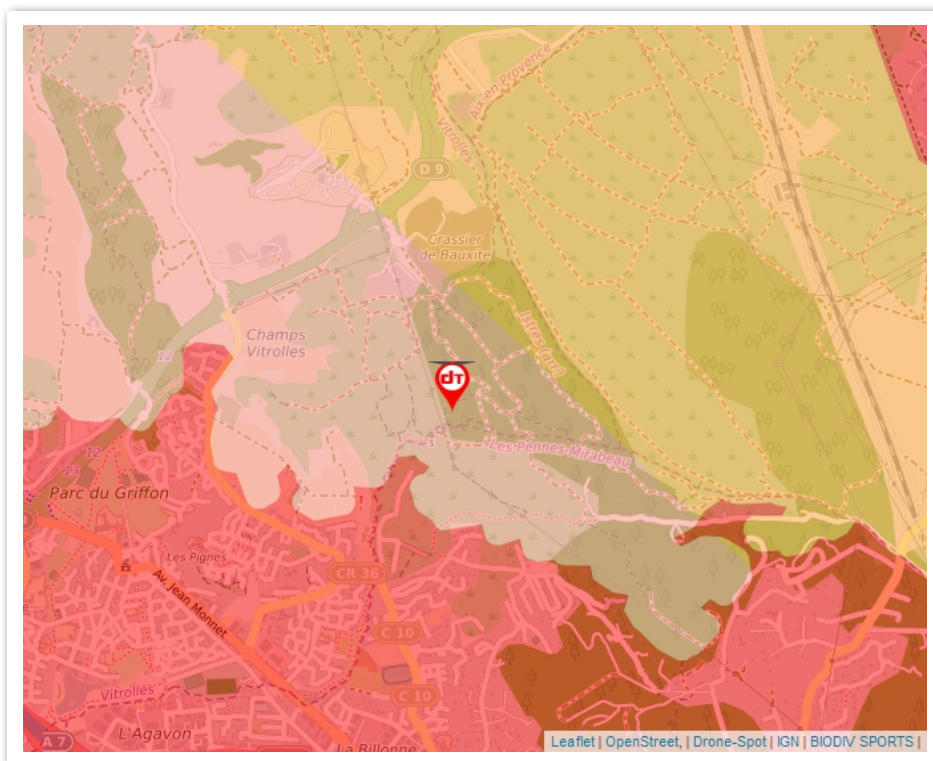 Aix-en-Provence
Vitrolles
D 9
Crassier
de Bauxite
Champs
Vitrolles
12
dT
5
Les Pennes Mirabeau
12
13
Parc du Griffon
Les Pignes
CR 36
Av. Jean Monnet
C 10
C 10
Vitrolles
L'Agavon
A 7
La Billonne
Leaflet | OpenStreet, | Drone-Spot | IGN | BIODIV SPORTS |